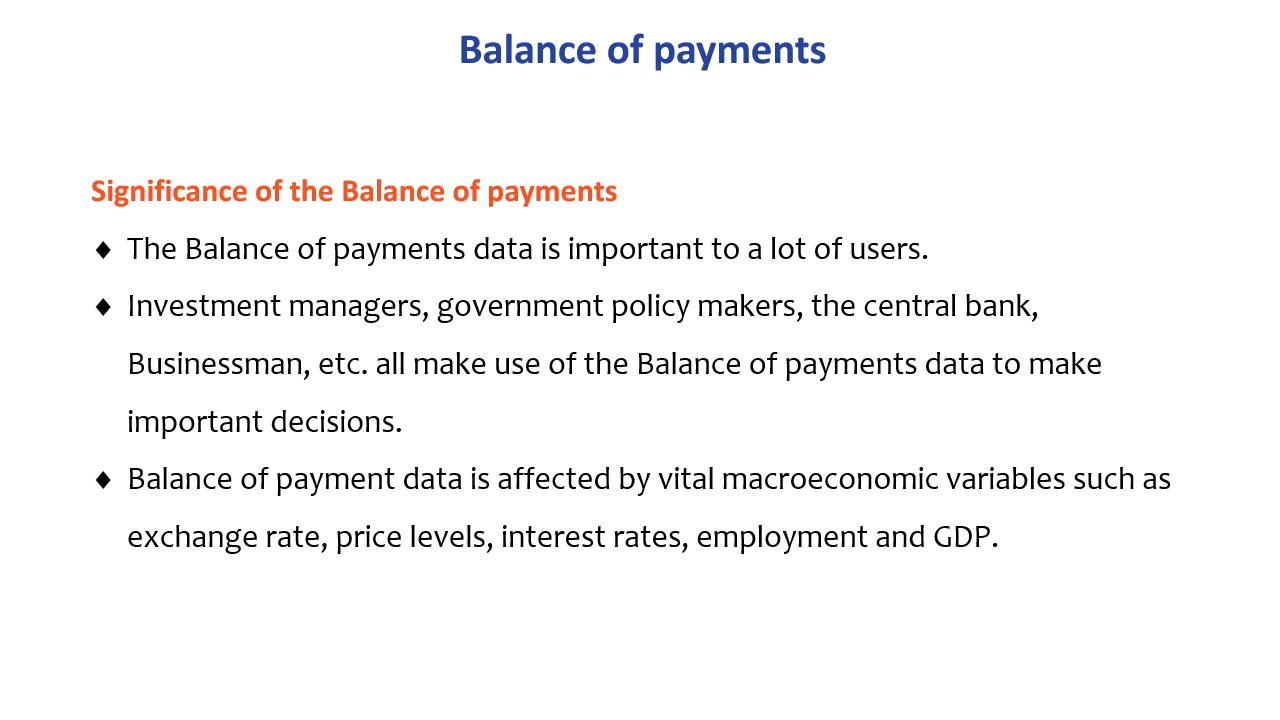 Balance of payments
Significance of the Balance of payments
♦ The Balance of payments data is important to a lot of users.
♦ Investment managers, government policy makers, the central bank,
Businessman, etc. all make use of the Balance of payments data to make
important decisions.
♦ Balance of payment data is affected by vital macroeconomic variables such as
exchange rate, price levels, interest rates, employment and GDP.